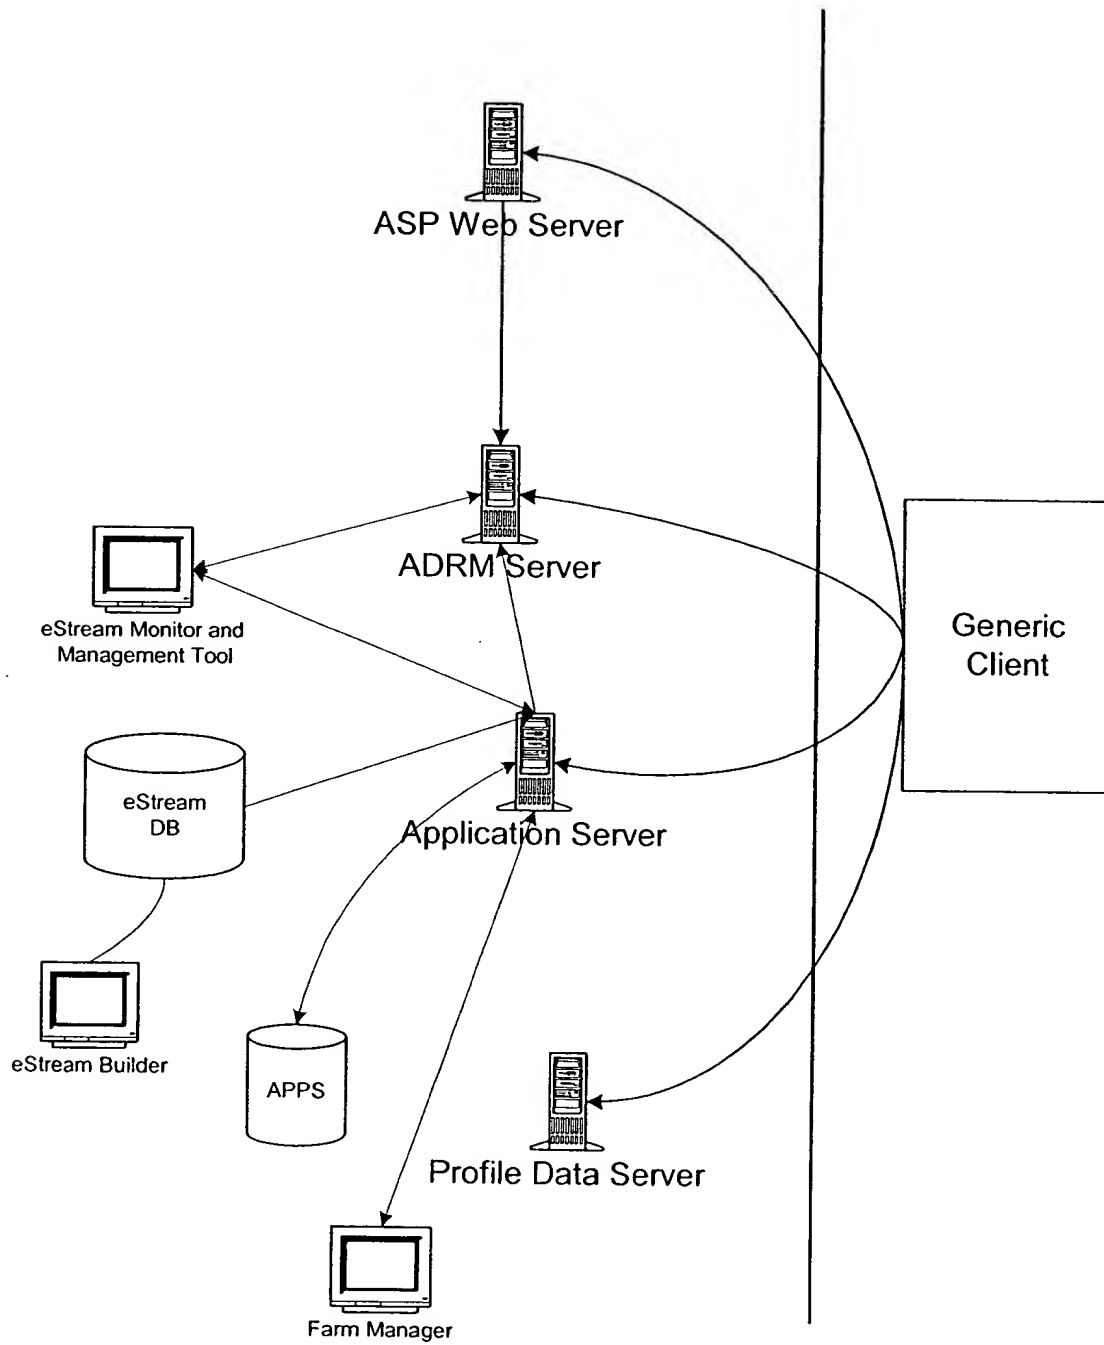 ASP Web Server
ADRM Server
eStream Monitor and
Management Tool
Generic
Client
eStream
DB
Application Server
eStream Builder
APPS
Profile Data Server
Farm Manager